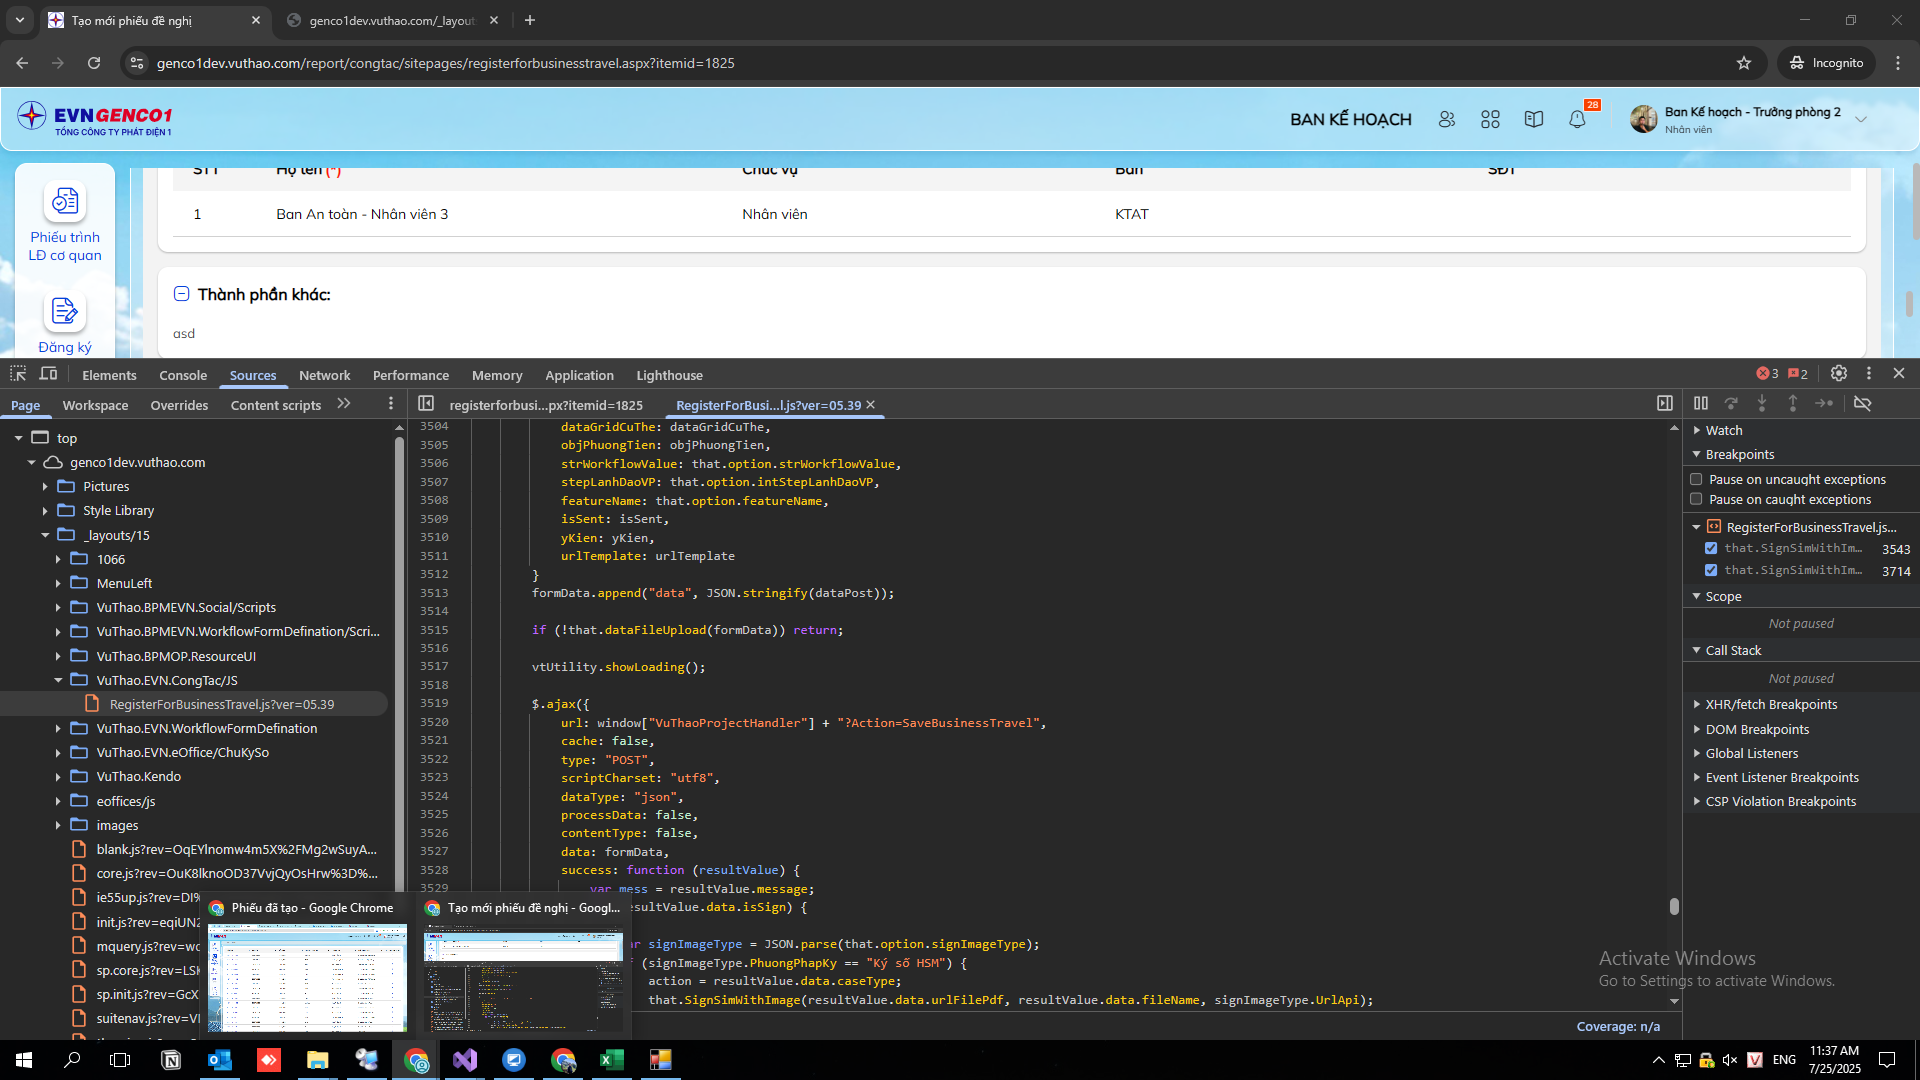 Tạo mới phiếu đề nghị
genco1dev.vuthao.com/_layout
genco1dev.vuthao.com/report/congtac/sitepages/registerforbusinesstravel.aspx?itemid=1825
Incognito
EVNGENCO1
TỔNG CÔNG TY PHÁT ĐIỆN 1
BAN KẾ HOẠCH
28
Ban Kế hoạch - Trưởng phòng 2
Nhân viên
STT Họ tên (*) Chức vụ Ban SĐT
1 Ban An toàn - Nhân viên 3 Nhân viên KTAT
Phiếu trình
LĐ cơ quan
Thành phần khác:
asd
Đăng ký
Elements Console Sources Network Performance Memory Application Lighthouse
3 2
Page Workspace Overrides Content scripts
registerforbusi...px?itemid=1825 RegisterForBusi...l.js?ver=05.39
top
genco1dev.vuthao.com
Pictures
Style Library
_layouts/15
1066
MenuLeft
VuThao.BPMEVN.Social/Scripts
VuThao.BPMEVN.WorkflowFormDefination/Scri...
VuThao.BPMOP.ResourceUI
VuThao.EVN.CongTac/JS
RegisterForBusinessTravel.js?ver=05.39
VuThao.EVN.WorkflowFormDefination
VuThao.EVN.eOffice/ChuKySo
VuThao.Kendo
eoffices/js
images
blank.js?rev=OqEYlnomw4m5X%2FMg2wSuyA...
core.js?rev=OuK8lknoOD37VvjQyOsHrw%3D%...
ie55up.js?rev=DI%
init.js?rev=eqiUN2
mquery.js?rev=wc
sp.core.js?rev=LSK
sp.init.js?rev=GcX
suitenav.js?rev=VI
3504 dataGridCuThe: dataGridCuThe,
3505 objPhuongTien: objPhuongTien,
3506 strWorkflowValue: that.option.strWorkflowValue,
3507 stepLanhDaoVP: that.option.intStepLanhDaoVP,
3508 featureName: that.option.featureName,
3509 isSent: isSent,
3510 yKien: yKien,
3511 urlTemplate: urlTemplate
3512 }
3513 formData.append("data", JSON.stringify(dataPost));
3514
3515 if (!that.dataFileUpload(formData)) return;
3516
3517 vtUtility.showLoading();
3518
3519 $.ajax({
3520 url: window["VuThaoProjectHandler"] + "?Action=SaveBusinessTravel",
3521 cache: false,
3522 type: "POST",
3523 scriptCharset: "utf8",
3524 dataType: "json",
3525 processData: false,
3526 contentType: false,
3527 data: formData,
3528 success: function (resultValue) {
3529 var mess = resultValue.message;
esultValue.data.isSign) {
ar signImageType = JSON.parse(that.option.signImageType);
(signImageType.PhuongPhapKy == "Ký số HSM") {
action = resultValue.data.caseType;
that.SignSimWithImage(resultValue.data.urlFilePdf, resultValue.data.fileName, signImageType.UrlApi);
Coverage: n/a
Watch
Breakpoints
Pause on uncaught exceptions
Pause on caught exceptions
RegisterForBusinessTravel.js...
that.SignSimWithIm... 3543
that.SignSimWithIm... 3714
Scope
Not paused
Call Stack
Not paused
XHR/fetch Breakpoints
DOM Breakpoints
Global Listeners
Event Listener Breakpoints
CSP Violation Breakpoints
Activate Windows
Go to Settings to activate Windows.
Phiếu đã tạo - Google Chrome
Tạo mới phiếu đề nghị - Googl...
ENG
11:37 AM
7/25/2025